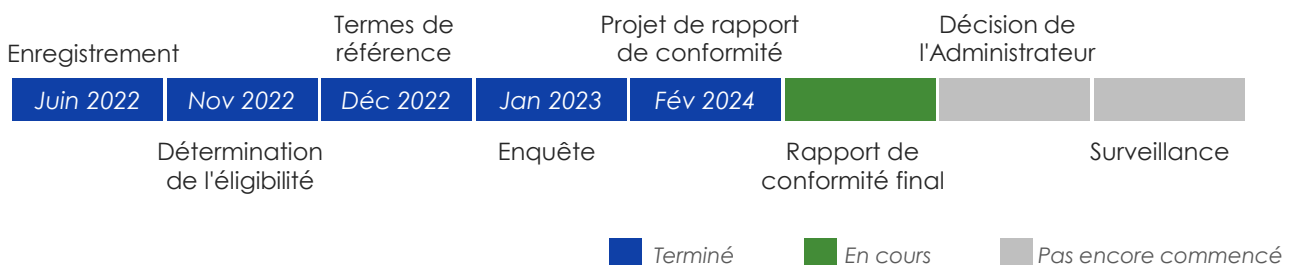 Termes de
référence
Projet de rapport
de conformité
Décision de
l'Administrateur
Enregistrement
Juin 2022
Nov 2022
Déc 2022
Jan 2023
Fév 2024
Détermination
de l'éligibilité
Enquête
Rapport de
conformité final
Surveillance
Terminé
En cours
Pas encore commencé